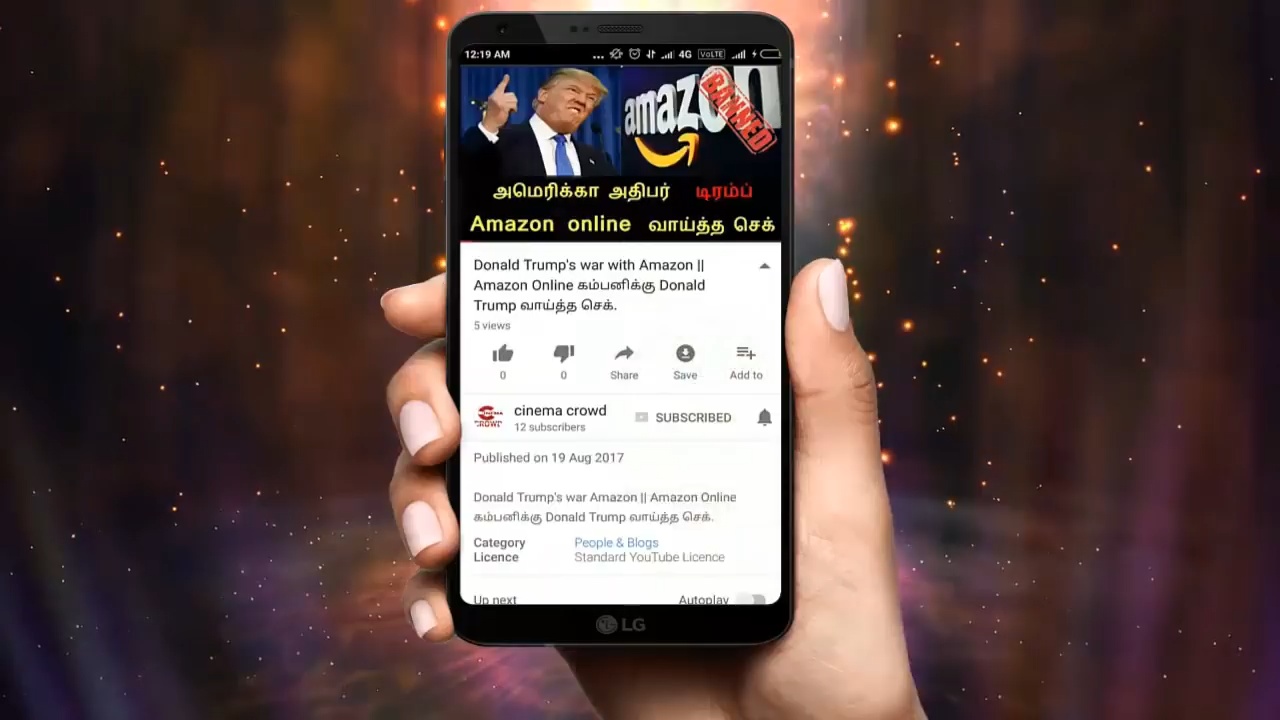 12:19 AM
4G VoLTE
amazon
BANNED
அமெரிக்கா அதிபர் டிரம்ப்
Amazon online வாய்த்த செக்
Donald Trump's war with Amazon ||
Amazon Online கம்பனிக்கு Donald
Trump வாய்த்த செக்.
5 views
0 0 Share Save Add to
cinema crowd
SUBSCRIBED
12 subscribers
Published on 19 Aug 2017
Donald Trump's war Amazon || Amazon Online
கம்பனிக்கு Donald Trump வாய்த்த செக்.
Category People & Blogs
Licence Standard YouTube Licence
Up next Autoplay
LG